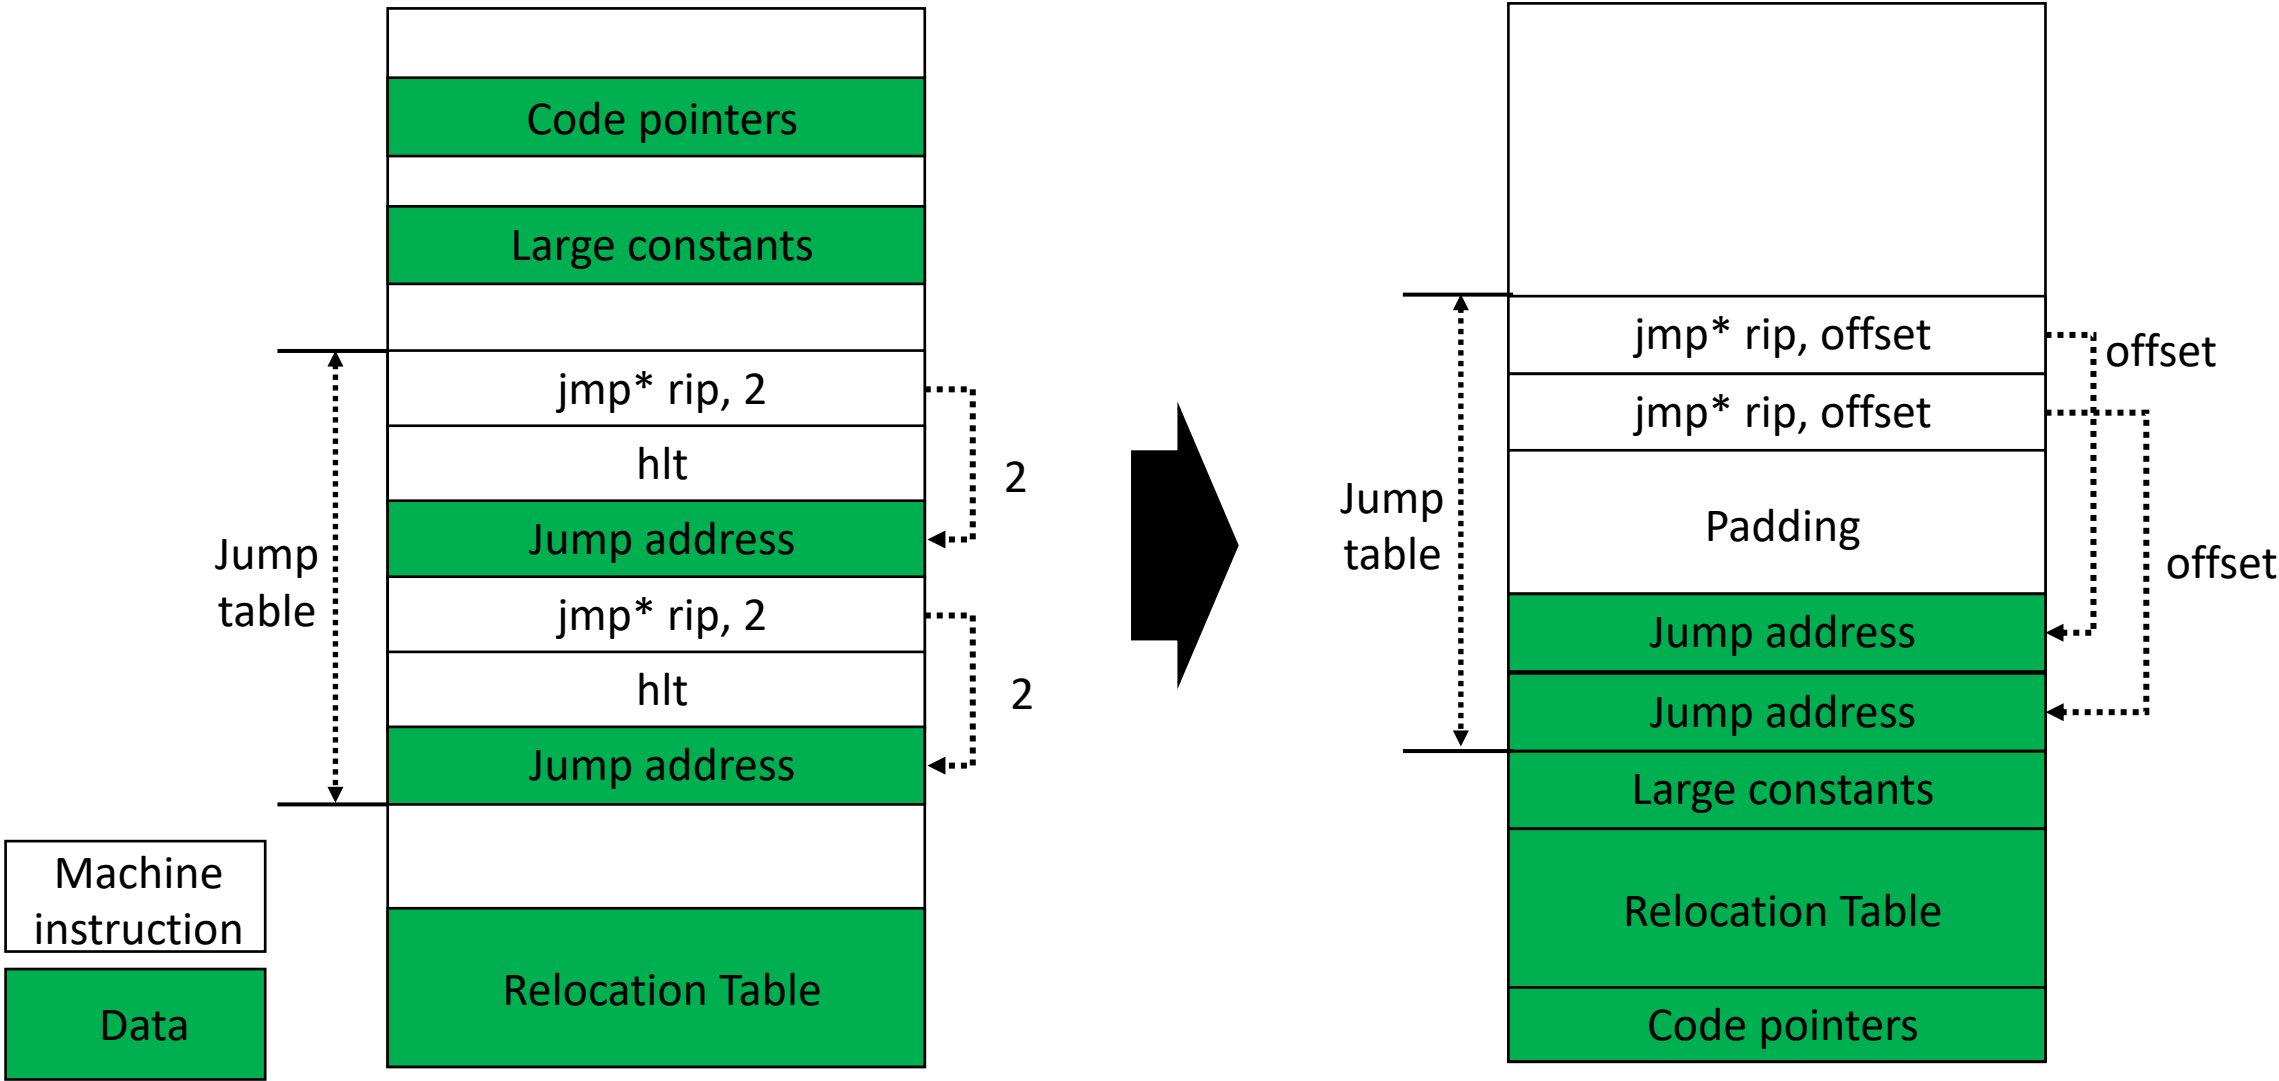 Code pointers
Large constants
jmp* rip, 2
hlt
2
Jump address
Jump
table
jmp* rip, 2
hlt
2
Jump address
Relocation Table
Machine
instruction
Data
jmp* rip, offset
offset
jmp* rip, offset
Jump
table
Padding
offset
Jump address
Jump address
Large constants
Relocation Table
Code pointers